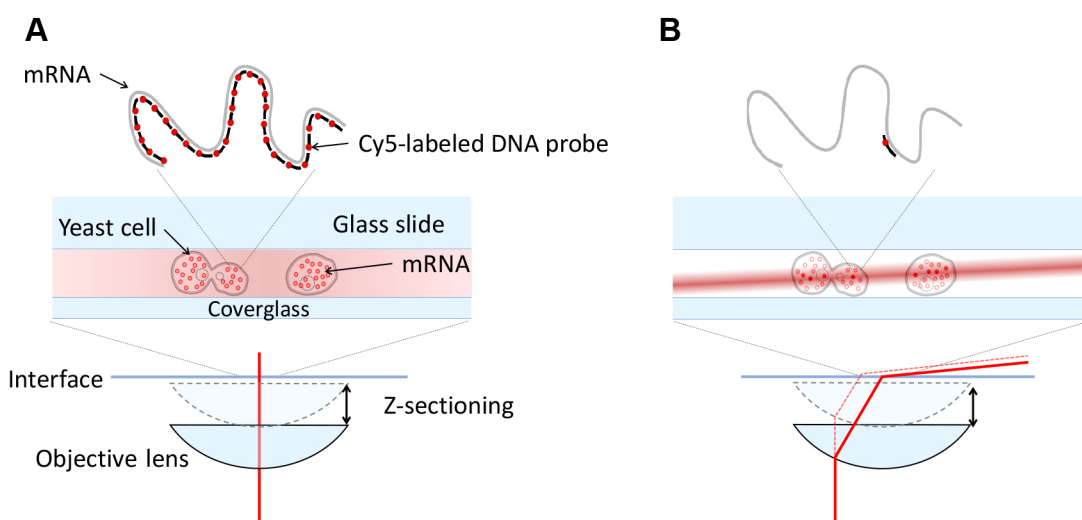 A
B
mRNA
Cy5-labeled DNA probe
Yeast cell
Glass slide
mRNA
Coverglass
Interface
Z-sectioning
Objective lens